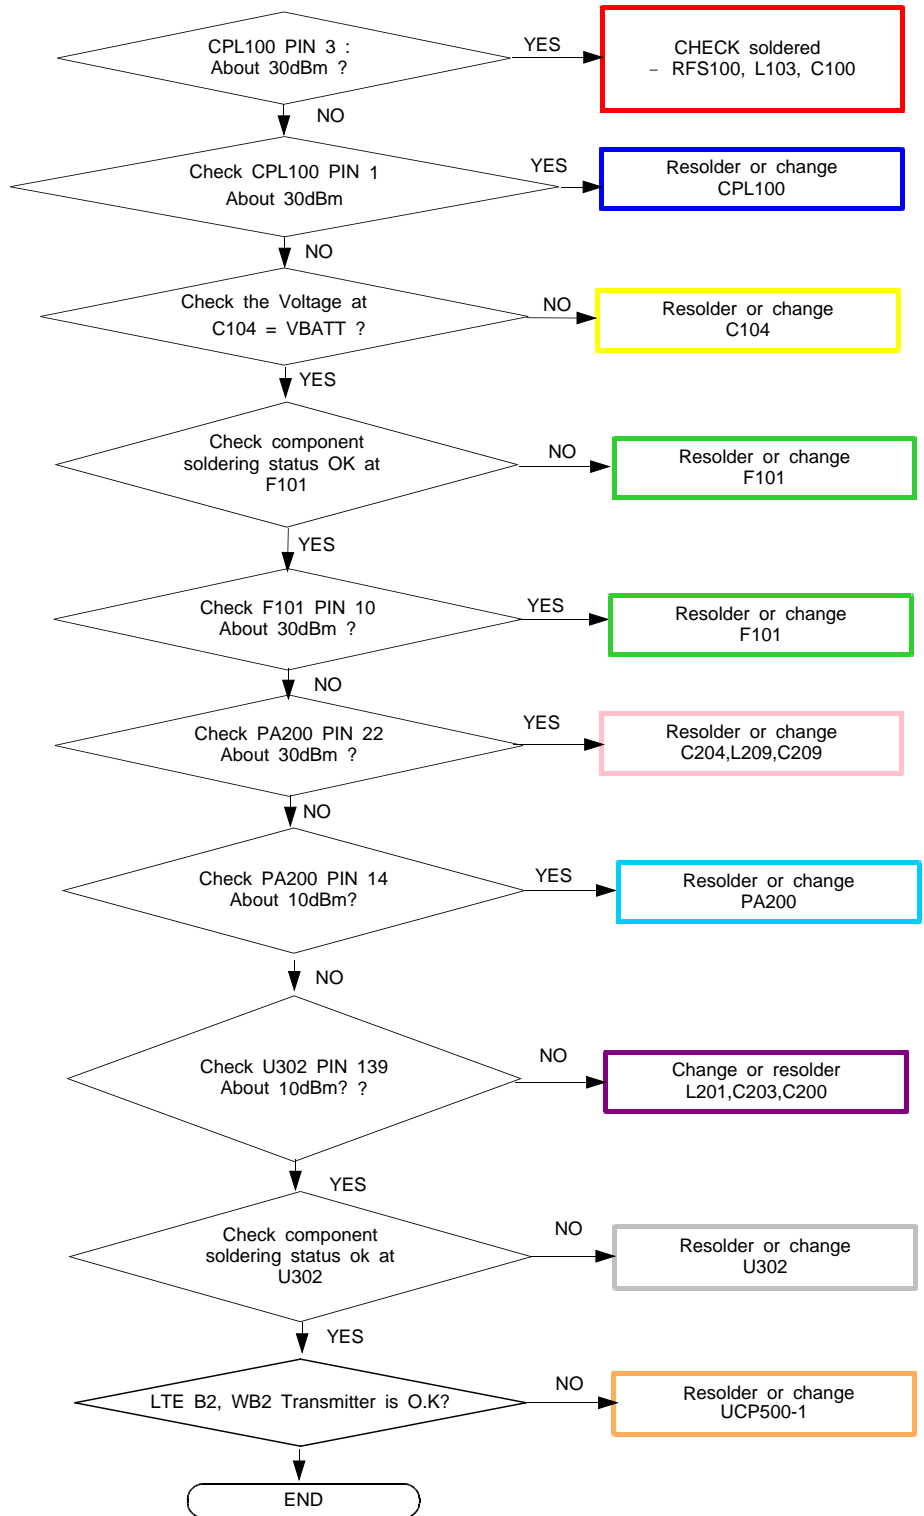 CPL100 PIN 3 :
About 30dBm ?
YES
CHECK soldered
– RFS100, L103, C100
NO
Check CPL100 PIN 1
About 30dBm
YES
Resolder or change
CPL100
NO
Check the Voltage at
C104 = VBATT ?
NO
Resolder or change
C104
YES
Check component
soldering status OK at
F101
NO
Resolder or change
F101
YES
Check F101 PIN 10
About 30dBm ?
YES
Resolder or change
F101
NO
Check PA200 PIN 22
About 30dBm ?
YES
Resolder or change
C204,L209,C209
NO
Check PA200 PIN 14
About 10dBm?
YES
Resolder or change
PA200
NO
Check U302 PIN 139
About 10dBm? ?
NO
Change or resolder
L201,C203,C200
YES
Check component
soldering status ok at
U302
NO
Resolder or change
U302
YES
LTE B2, WB2 Transmitter is O.K?
NO
Resolder or change
UCP500-1
END